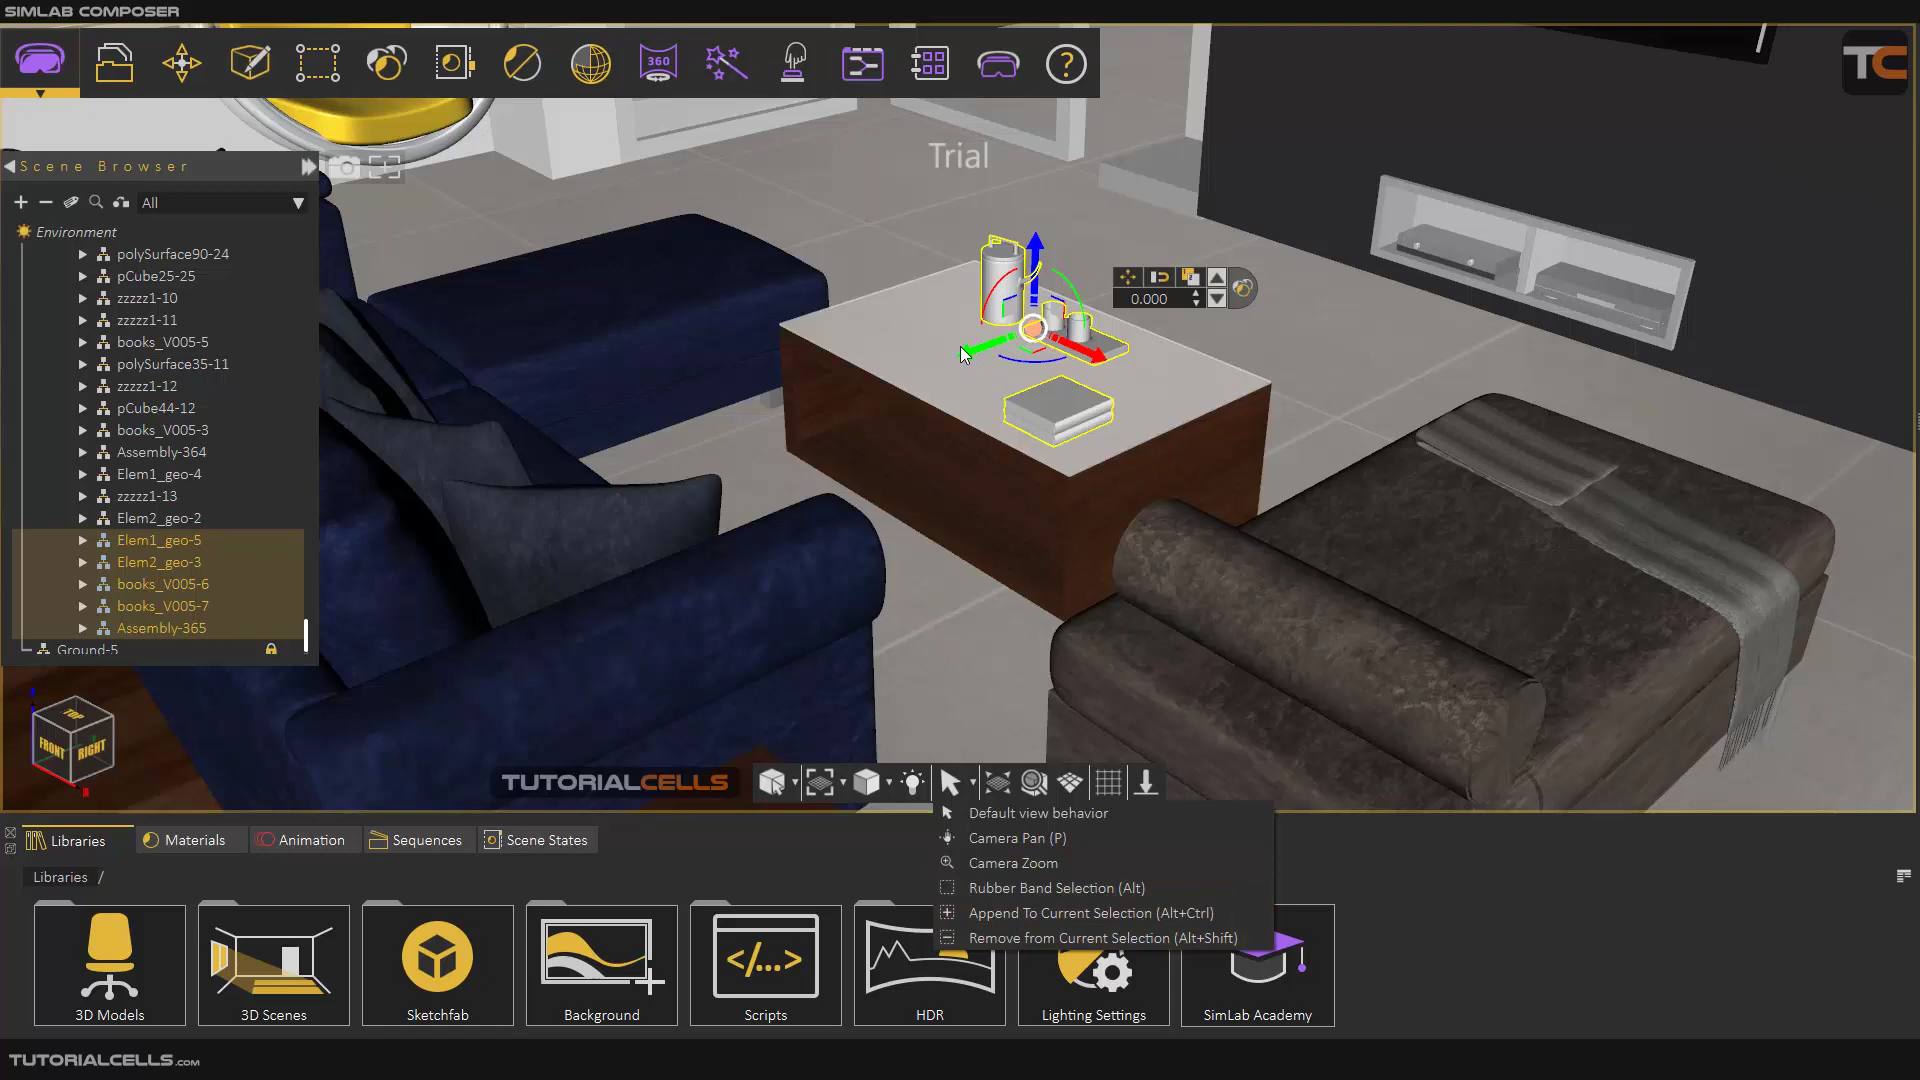 SIMLAB COMPOSER
360
?
TC
Trial
Scene Browser
All
Environment
polySurface90-24
pCube25-25
zzzzz1-10
zzzzz1-11
books_V005-5
polySurface35-11
zzzzz1-12
pCube44-12
books_V005-3
Assembly-364
Elem1_geo-4
zzzzz1-13
Elem2_geo-2
Elem1_geo-5
Elem2_geo-3
books_V005-6
books_V005-7
Assembly-365
Ground-5
0.000
TOP
FRONT
RIGHT
TUTORIALCELLS
Default view behavior
Camera Pan (P)
Camera Zoom
Rubber Band Selection (Alt)
Append To Current Selection (Alt+Ctrl)
Remove from Current Selection (Alt+Shift)
Libraries
Materials
Animation
Sequences
Scene States
Libraries /
</...>
3D Models
3D Scenes
Sketchfab
Background
Scripts
HDR
Lighting Settings
SimLab Academy
TUTORIALCELLS.com